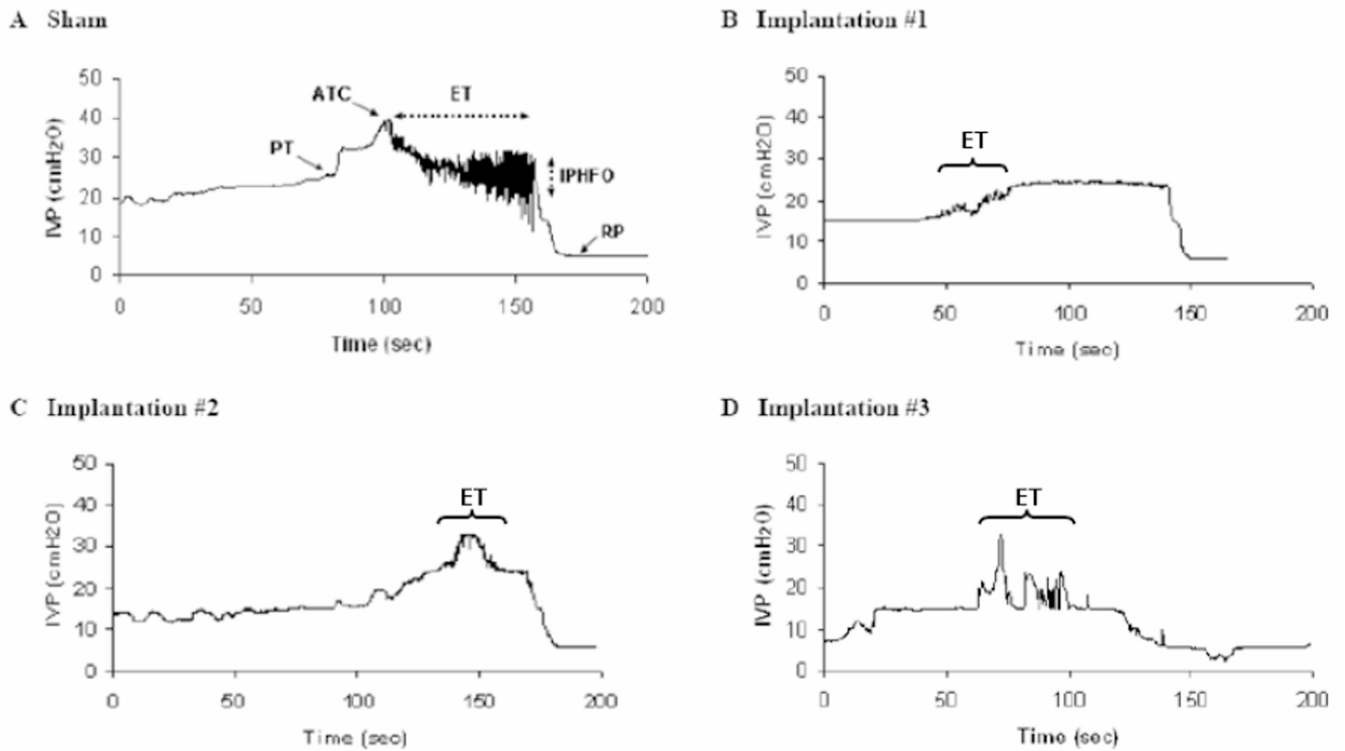 A Sham
50
40
30
20
10
0
IVP (cmH2O)
ATC
ET
PT
IPHFO
RP
0 50 100 150 200
Time (sec)
B Implantation #1
50
40
30
20
10
0
IVP (cmH2O)
ET
0 50 100 150 200
Time (sec)
C Implantation #2
50
40
30
20
10
0
IVP (cmH2O)
ET
0 50 100 150 200
Time (sec)
D Implantation #3
50
40
30
20
10
0
IVP (cmH2O)
ET
0 50 100 150 200
Time (sec)